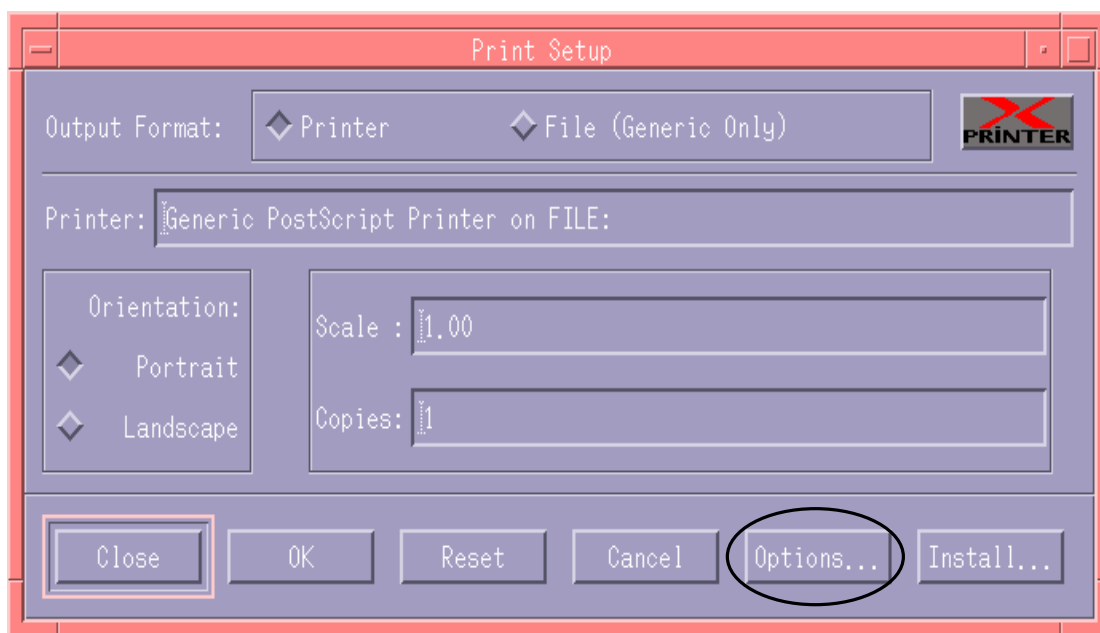 Print Setup
Output Format: Printer File (Generic Only)
X
PRINTER
Printer: Generic PostScript Printer on FILE:
Orientation:
Portrait
Landscape
Scale : 1.00
Copies: 1
Close OK Reset Cancel Options... Install...